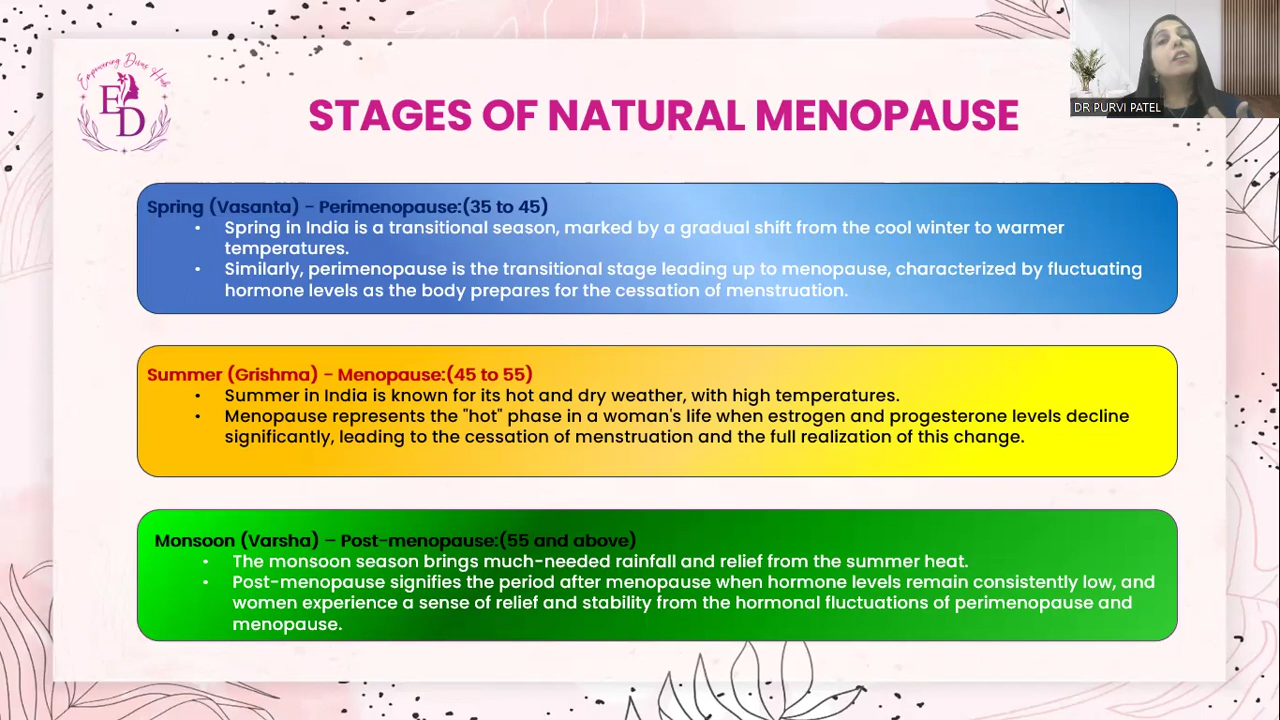 Empowering Divas Hub
ED
STAGES OF NATURAL MENOPAUSE
DR PURVI PATEL
Spring (Vasanta) - Perimenopause:(35 to 45)
• Spring in India is a transitional season, marked by a gradual shift from the cool winter to warmer
temperatures.
• Similarly, perimenopause is the transitional stage leading up to menopause, characterized by fluctuating
hormone levels as the body prepares for the cessation of menstruation.
Summer (Grishma) - Menopause:(45 to 55)
• Summer in India is known for its hot and dry weather, with high temperatures.
• Menopause represents the "hot" phase in a woman's life when estrogen and progesterone levels decline
significantly, leading to the cessation of menstruation and the full realization of this change.
Monsoon (Varsha) – Post-menopause:(55 and above)
• The monsoon season brings much-needed rainfall and relief from the summer heat.
• Post-menopause signifies the period after menopause when hormone levels remain consistently low, and
women experience a sense of relief and stability from the hormonal fluctuations of perimenopause and
menopause.